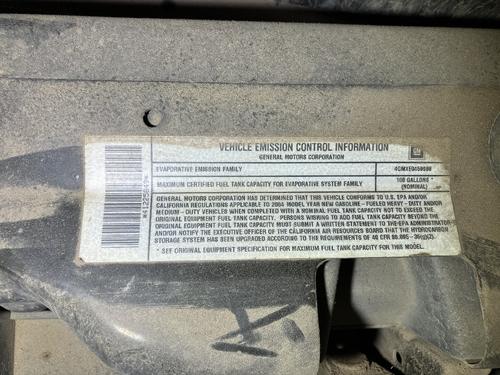 VEHICLE EMISSION CONTROL INFORMATION
GM
GENERAL MOTORS CORPORATION
EVAPORATIVE EMISSION FAMILY
MAXIMUM CERTIFIED FUEL TANK CAPACITY FOR EVAPORATIVE SYSTEM FAMILY
108 GALLONS *
(NOMINAL)
GENERAL MOTORS CORPORATION HAS DETERMINED THAT THIS VEHICLE CONFORMS TO U.S. EPA AND/OR
CALIFORNIA REGULATIONS APPLICABLE TO 2004 MODEL YEAR NEW GASOLINE-FUELED HEAVY-DUTY AND/OR
MEDIUM-DUTY VEHICLES WHEN COMPLETED WITH A NOMINAL FUEL TANK CAPACITY NOT TO EXCEED THE
ORIGINAL EQUIPMENT FUEL TANK CAPACITY. PERSONS WISHING TO ADD FUEL TANK CAPACITY BEYOND THE
ORIGINAL EQUIPMENT FUEL TANK CAPACITY MUST SUBMIT A WRITTEN STATEMENT TO THE EPA ADMINISTRATOR
AND/OR NOTIFY THE EXECUTIVE OFFICER OF THE CALIFORNIA AIR RESOURCES BOARD THAT THE HYDROCARBON
STORAGE SYSTEM HAS BEEN UPGRADED ACCORDING TO THE REQUIREMENTS OF 40 CFR
* SEE ORIGINAL EQUIPMENT SPECIFICATION FOR MAXIMUM FUEL TANK CAPACITY FOR THIS MODEL.